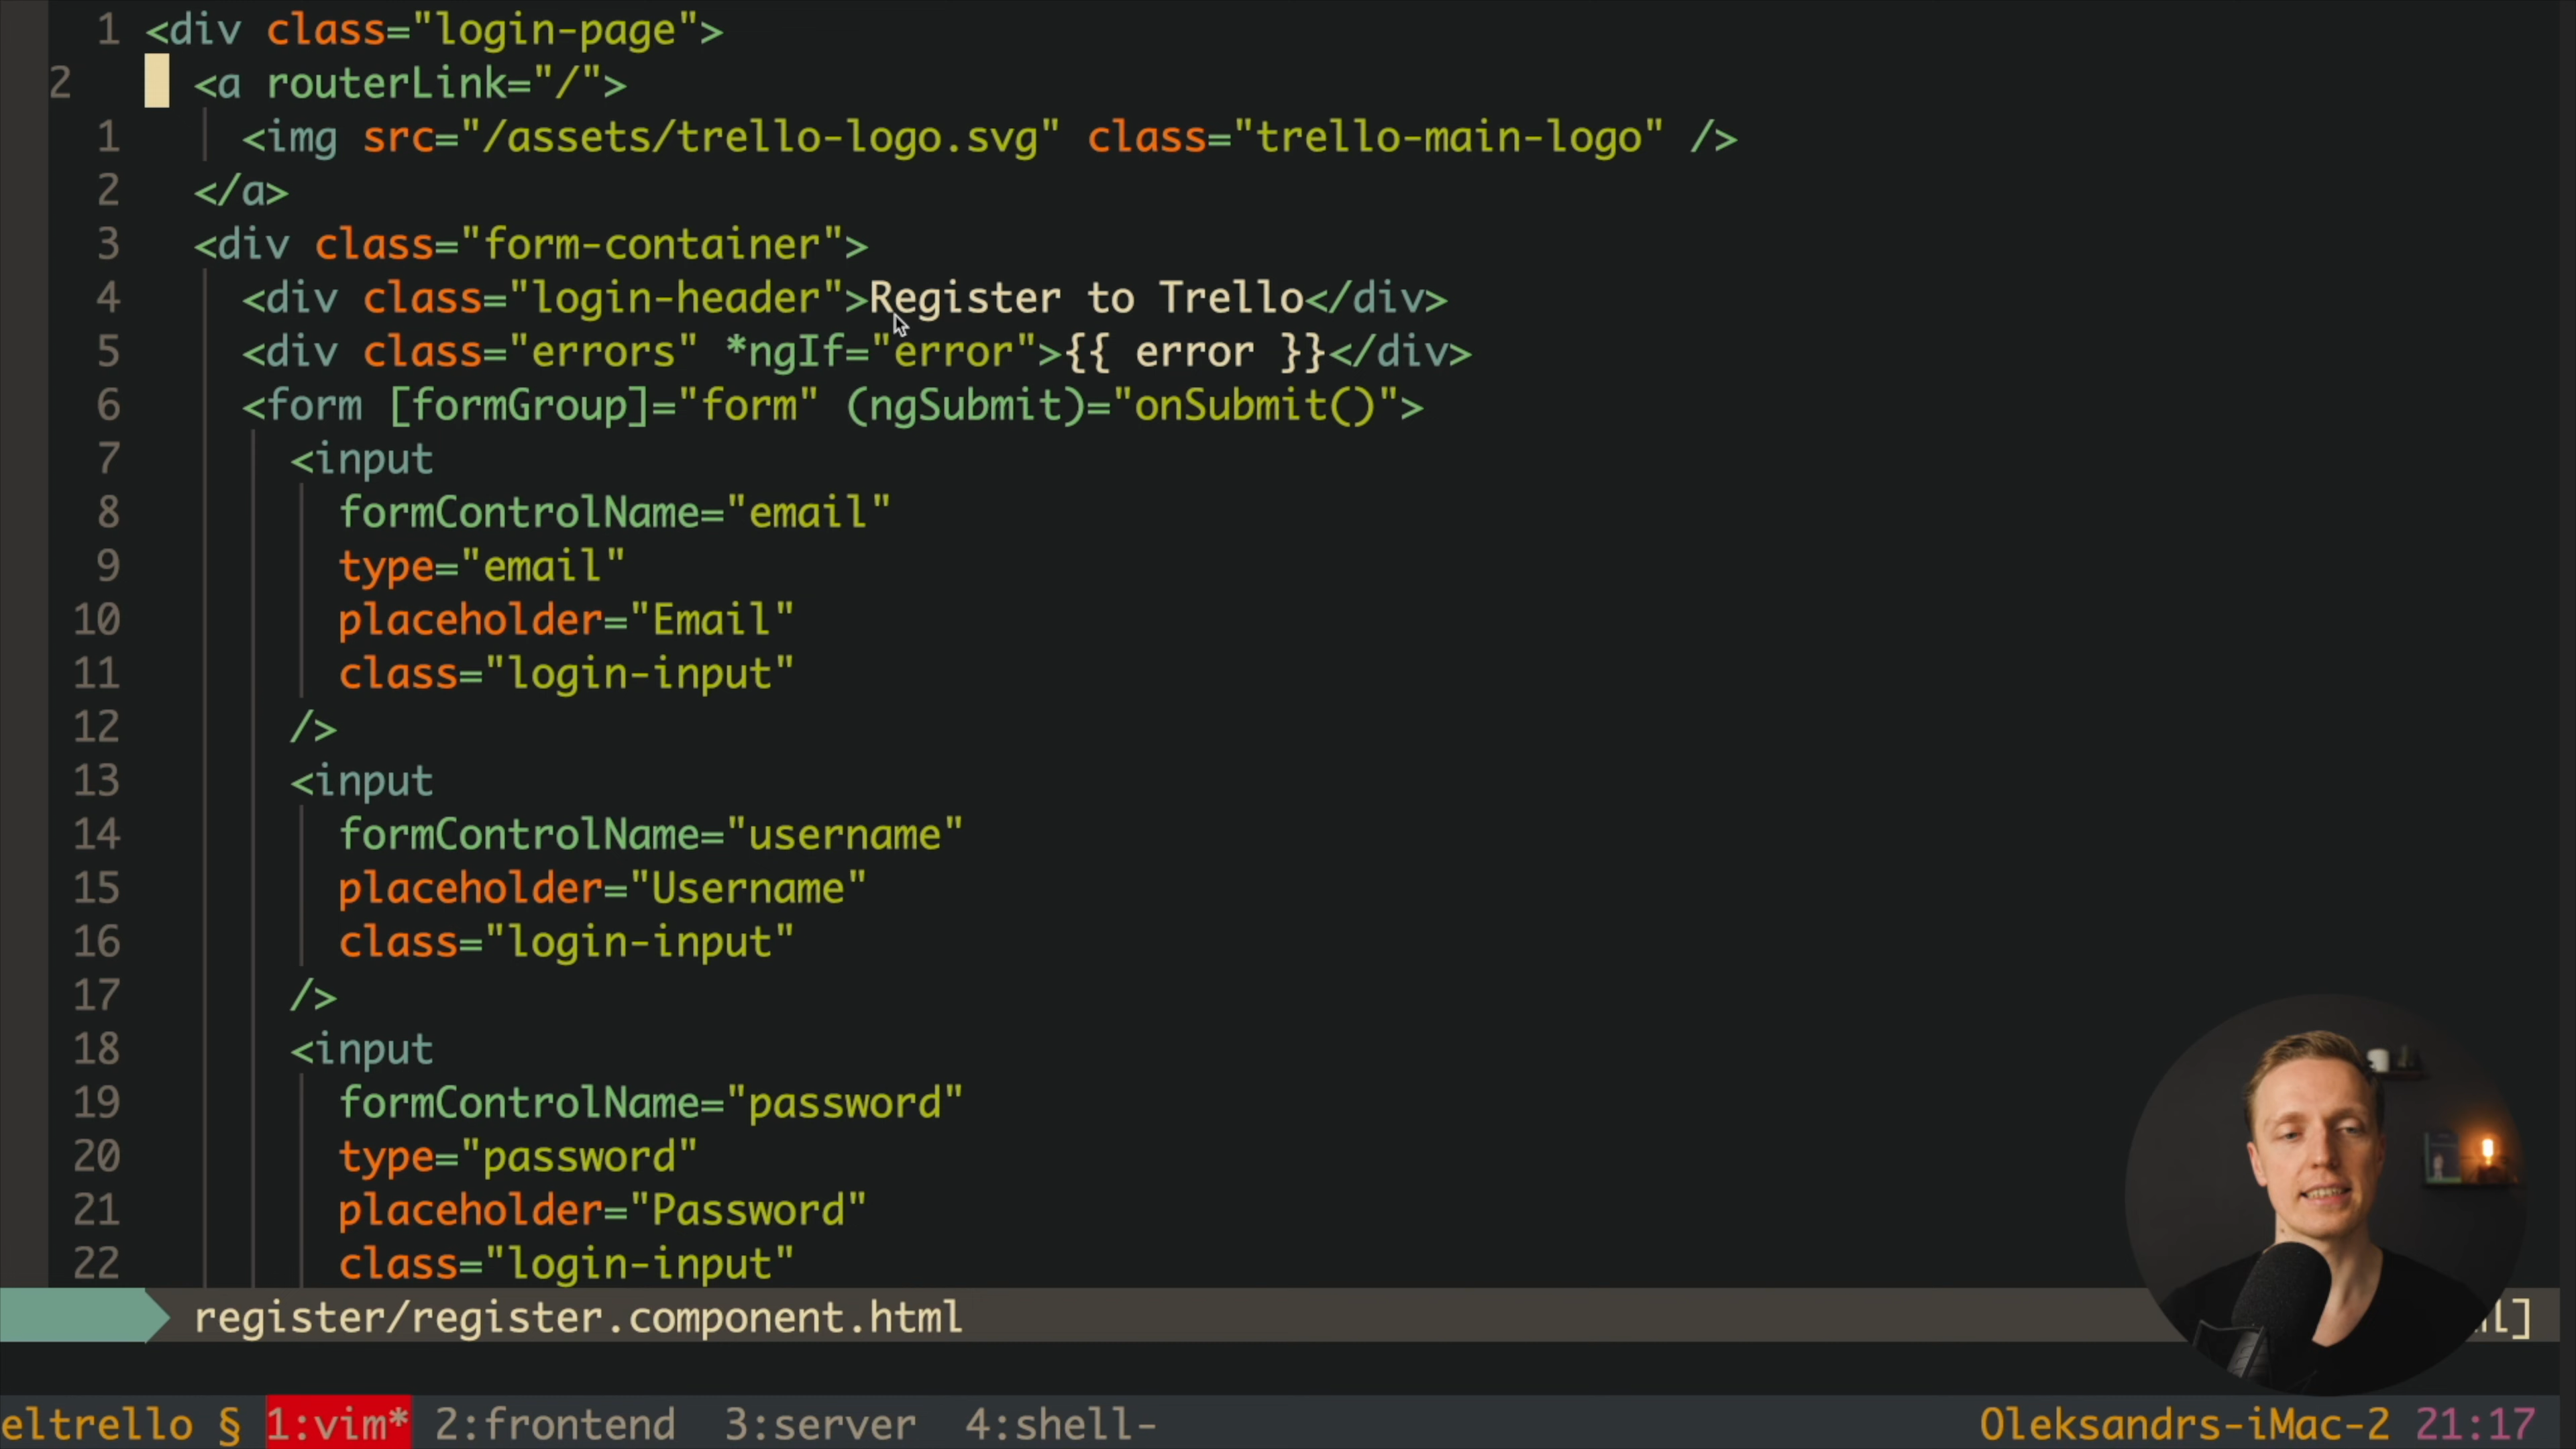 1 <div class="login-page">
2 <a routerLink="/">
1 <img src="/assets/trello-logo.svg" class="trello-main-logo" />
2 </a>
3 <div class="form-container">
4 <div class="login-header">Register to Trello</div>
5 <div class="errors" *ngIf="error">{{ error }}</div>
6 <form [formGroup]="form" (ngSubmit)="onSubmit()">
7 <input
8 formControlName="email"
9 type="email"
10 placeholder="Email"
11 class="login-input"
12 />
13 <input
14 formControlName="username"
15 placeholder="Username"
16 class="login-input"
17 />
18 <input
19 formControlName="password"
20 type="password"
21 placeholder="Password"
22 class="login-input"
register/register.component.html
eltrello § 1:vim* 2:frontend 3:server 4:shell- Oleksandrs-iMac-2 21:17